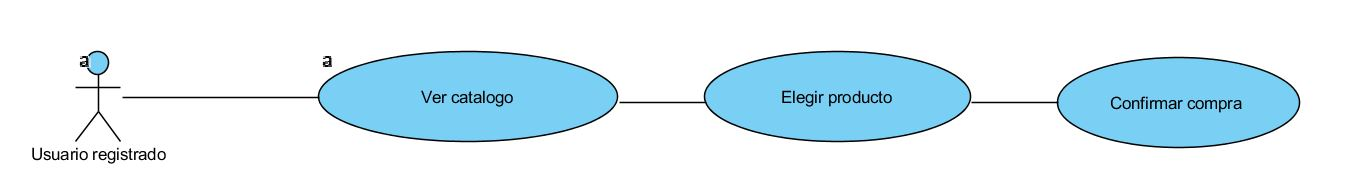 a
a
Ver catalogo
Elegir producto
Confirmar compra
Usuario registrado